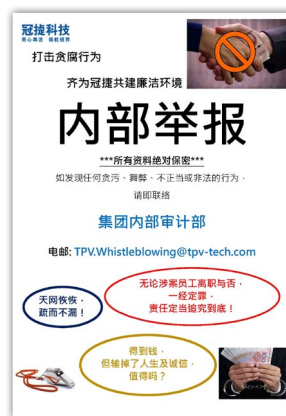 冠捷科技
用心专注 领航视界
打击贪腐行为
齐为冠捷共建廉洁环境
内部举报
***所有资料绝对保密***
如发现任何贪污、舞弊、不正当或非法的行为，
请即联络
集团内部审计部
电邮: TPV.Whistleblowing@tpv-tech.com
天网恢恢，
疏而不漏！
无论涉案员工离职与否，
一经定罪，
责任定当追究到底！
得到钱，
但输掉了人生及诚信，
值得吗？